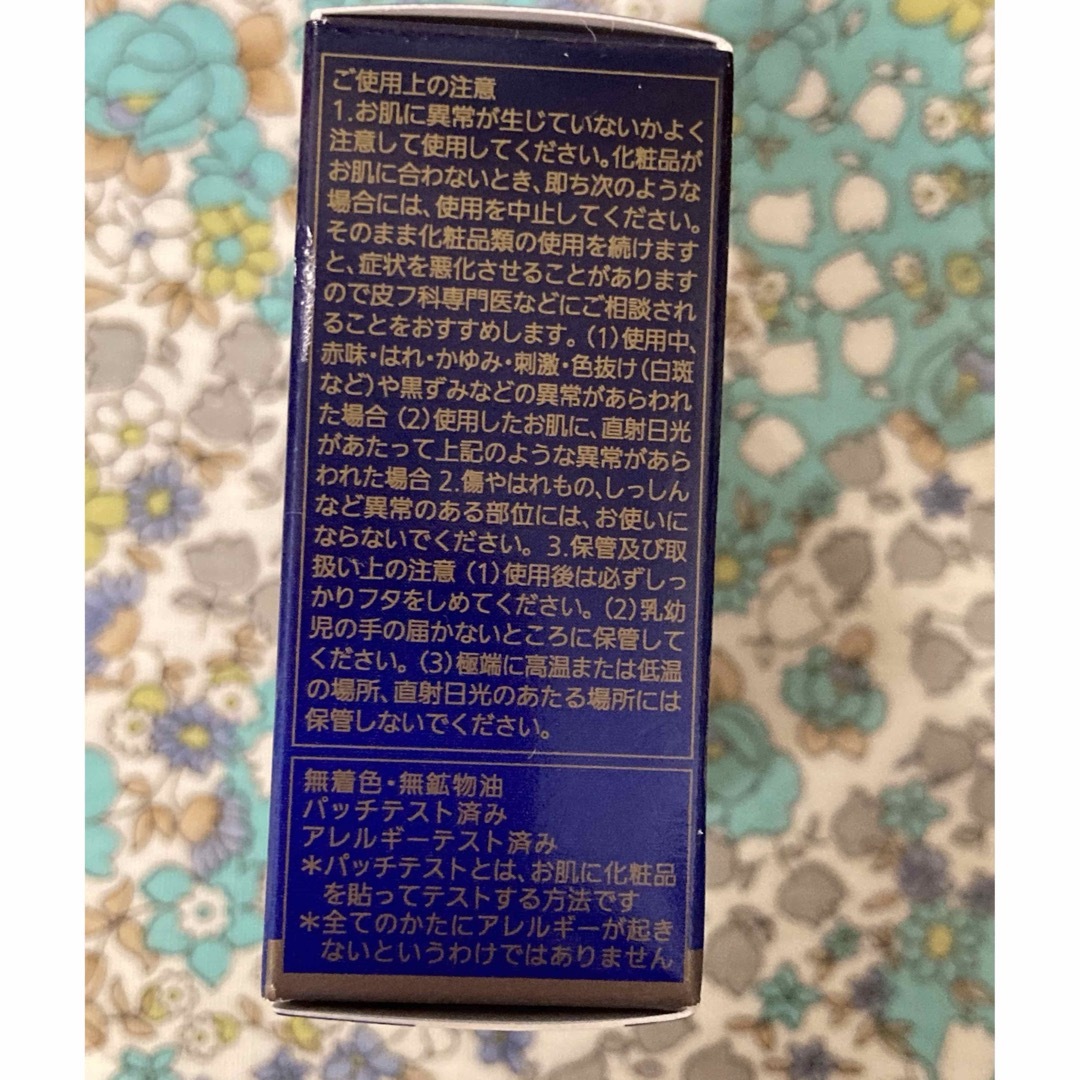 ご使用上の注意
1.お肌に異常が生じていないかよく
注意して使用してください。化粧品が
お肌に合わないとき、即ち次のような
場合には、使用を中止してください。
そのまま化粧品類の使用を続けます
と、症状を悪化させることがあります
ので皮フ科専門医などにご相談され
ることをおすすめします。(1)使用中、
赤味・はれ・かゆみ・刺激・色抜け(白斑
など)や黒ずみなどの異常があらわれ
た場合 (2)使用したお肌に、直射日光
があたって上記のような異常があら
われた場合 2.傷やはれもの、しっしん
など異常のある部位には、お使いに
ならないでください。 3.保管及び取
扱い上の注意 (1)使用後は必ずしっ
かりフタをしめてください。(2)乳幼
児の手の届かないところに保管して
ください。(3)極端に高温または低温
の場所、直射日光のあたる場所には
保管しないでください。
無着色・無鉱物油
パッチテスト済み
アレルギーテスト済み
*パッチテストとは、お肌に化粧品
を貼ってテストする方法です
*全てのかたにアレルギーが起き
ないというわけではありません